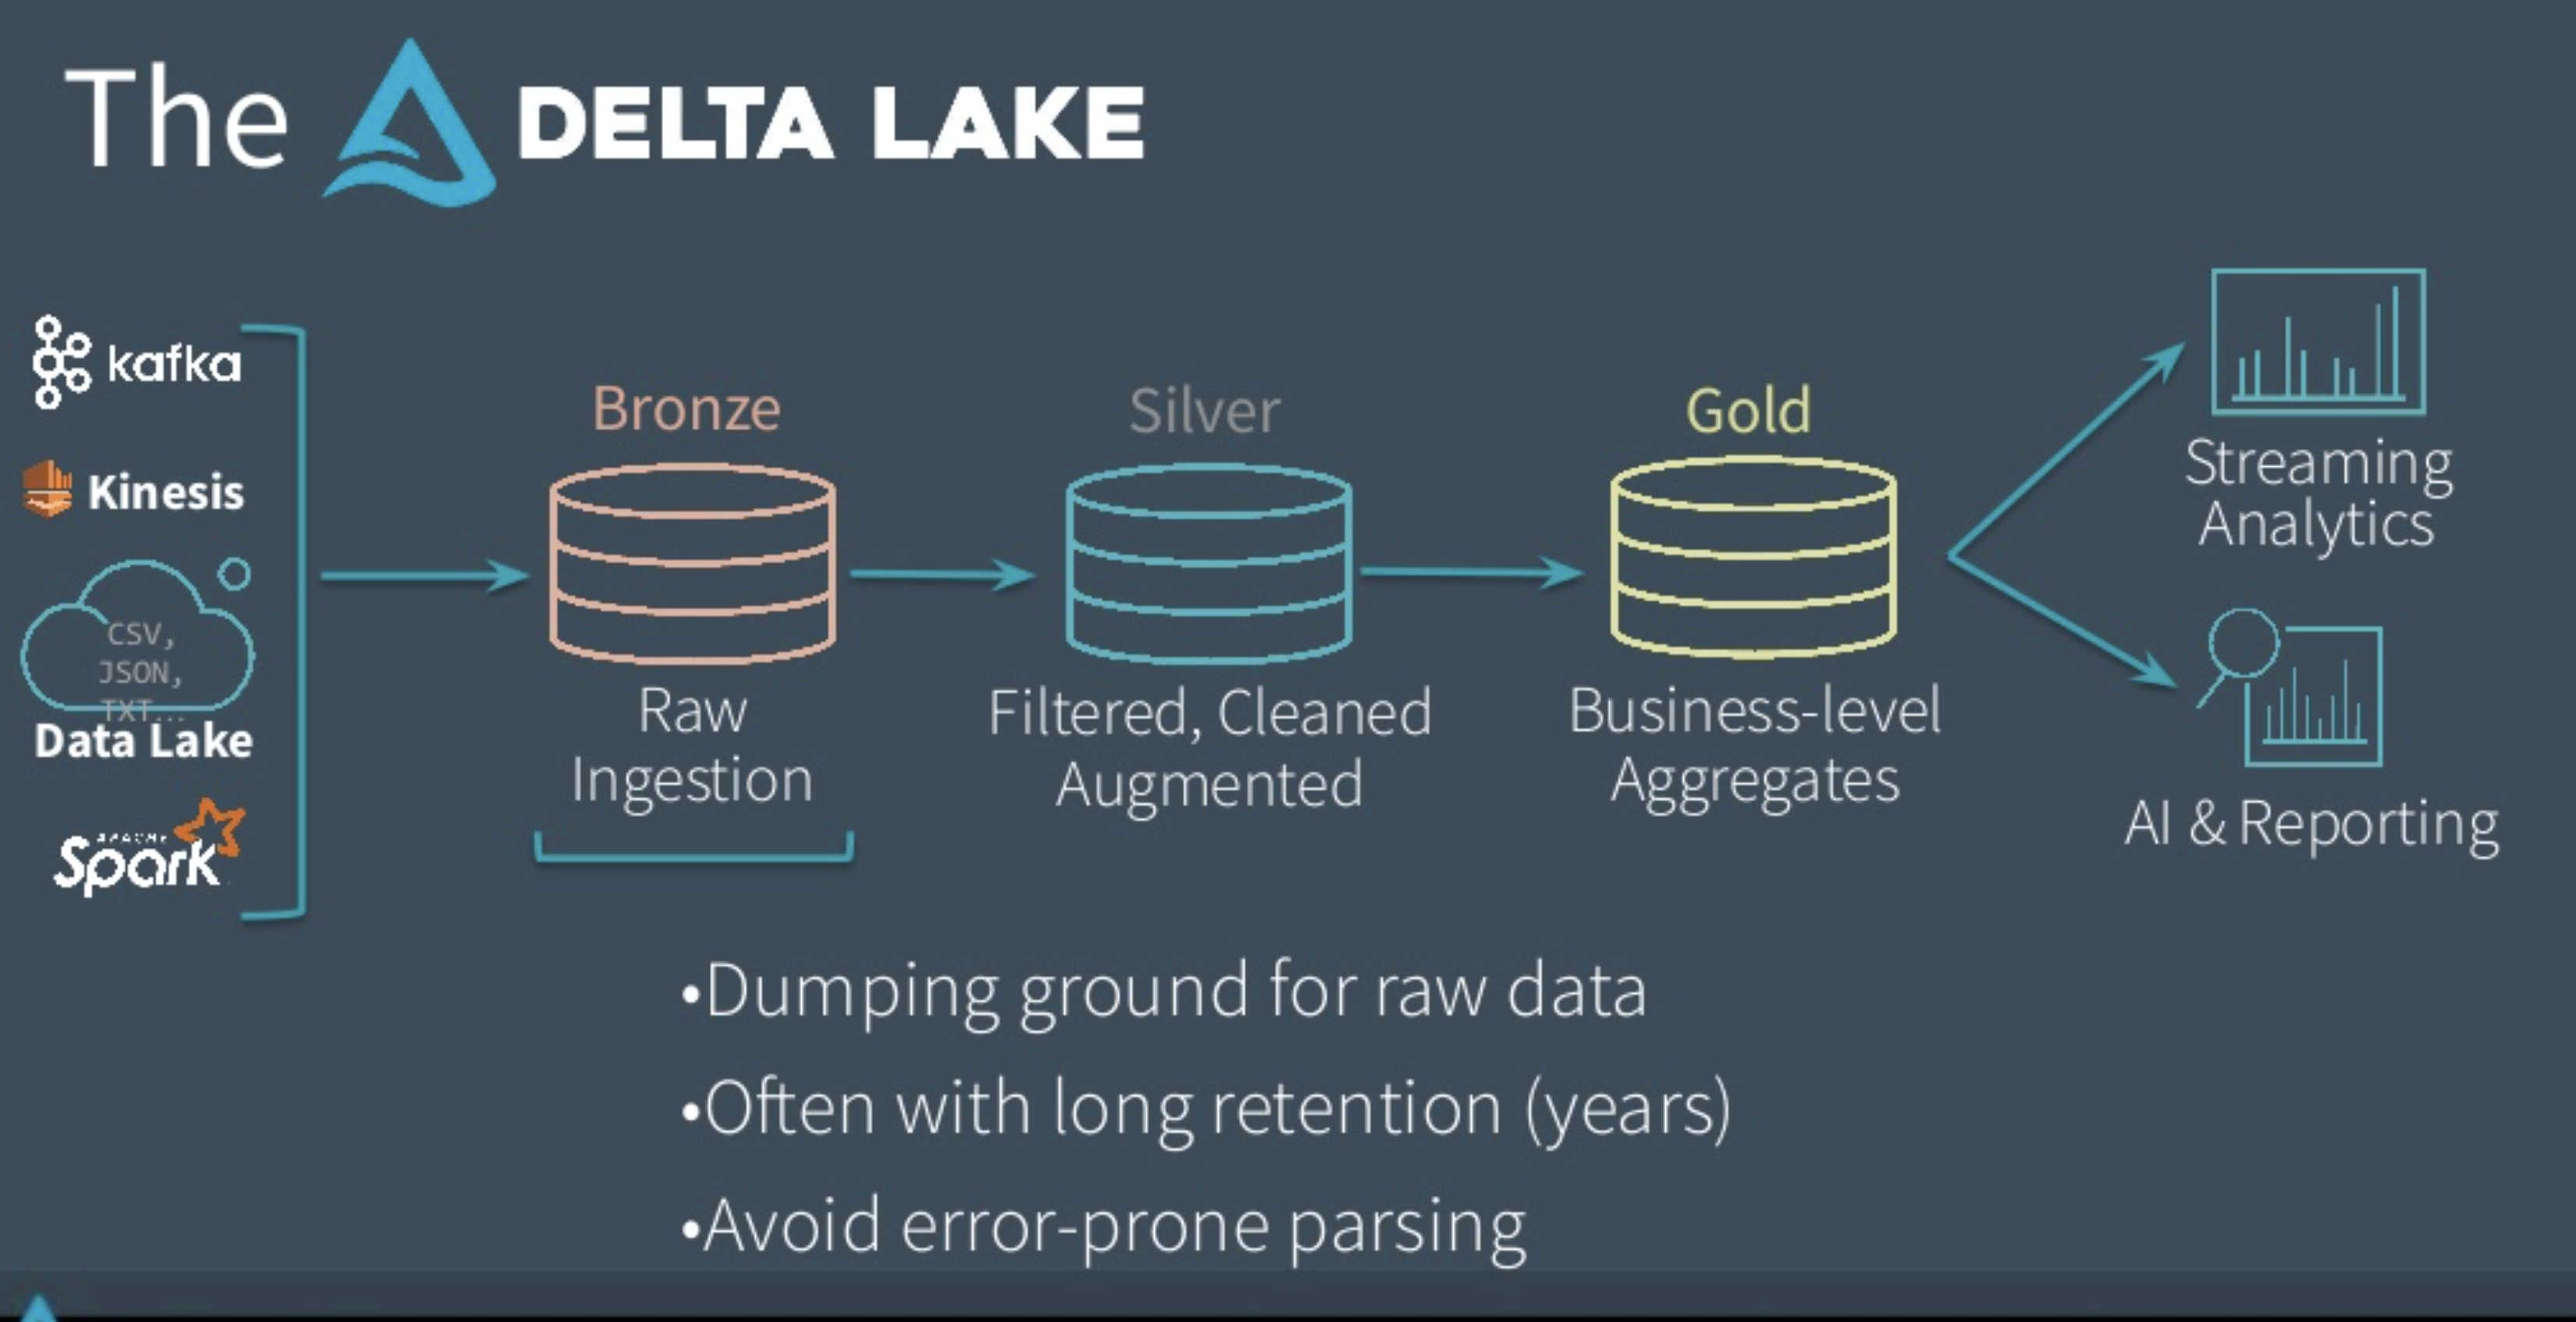 The DELTA LAKE
kafka
Kinesis
CSV,
JSON,
TXT...
Data Lake
APACHE
Spark
Bronze
Raw
Ingestion
Silver
Filtered, Cleaned
Augmented
Gold
Business-level
Aggregates
Streaming
Analytics
AI & Reporting
•Dumping ground for raw data
•Often with long retention (years)
•Avoid error-prone parsing